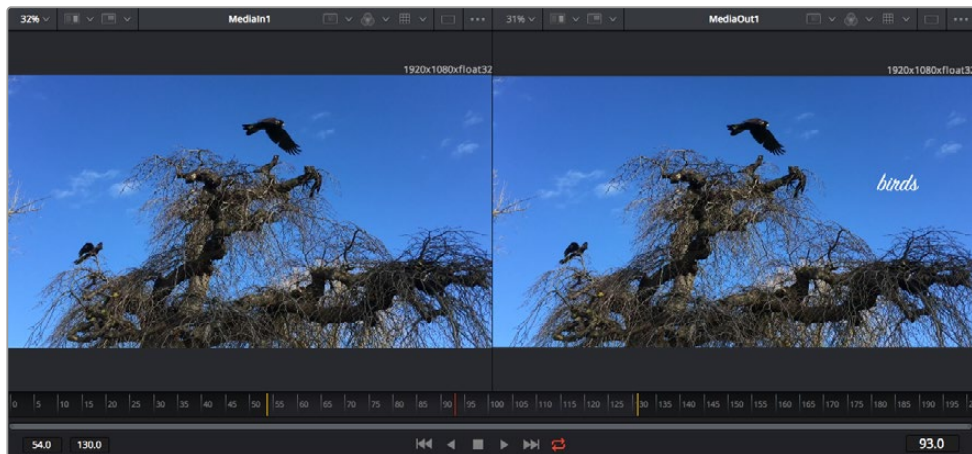 32% MediaIn1
31% MediaOut1
1920x1080xfloat32
1920x1080xfloat32
birds
0 5 10 15 20 25 30 35 40 45 50 55 60 65 70 75 80 85 90 95 100 105 110 115 120 125 130 135 140 145 150 155 160 165 170 175 180 185 190 195
54.0 130.0 93.0